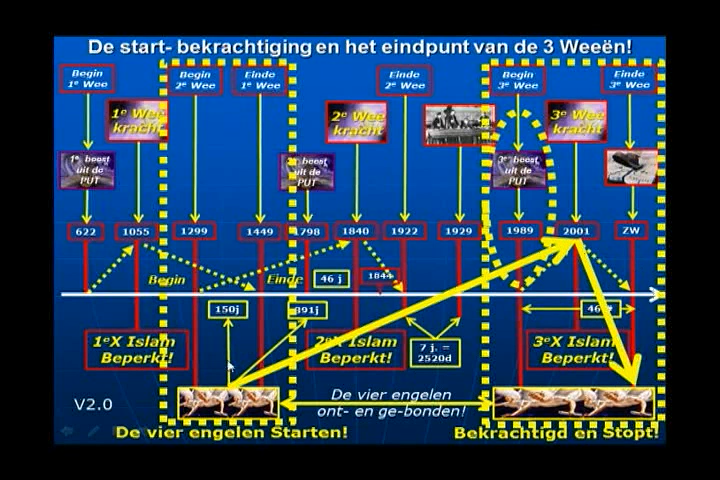 De start- bekrachtiging en het eindpunt van de 3 Weeën!
Begin
1e Wee
Begin
2e Wee
Einde
1e Wee
Einde
2e Wee
Begin
3e Wee
Einde
3e Wee
1e Wee
kracht
2e Wee
kracht
3e Wee
kracht
1e beest
uit de
PUT
2e beest
uit de
PUT
3e beest
uit de
PUT
622
1055
1299
1449
1798
1840
1922
1929
1989
2001
ZW
Begin
Einde
46 j
1844
150j
391j
1eX Islam
Beperkt!
2eX Islam
Beperkt!
7 j. =
2520d
3eX Islam
Beperkt!
De vier engelen
ont- en ge-bonden!
V2.0
De vier engelen Starten!
Bekrachtigd en Stopt!